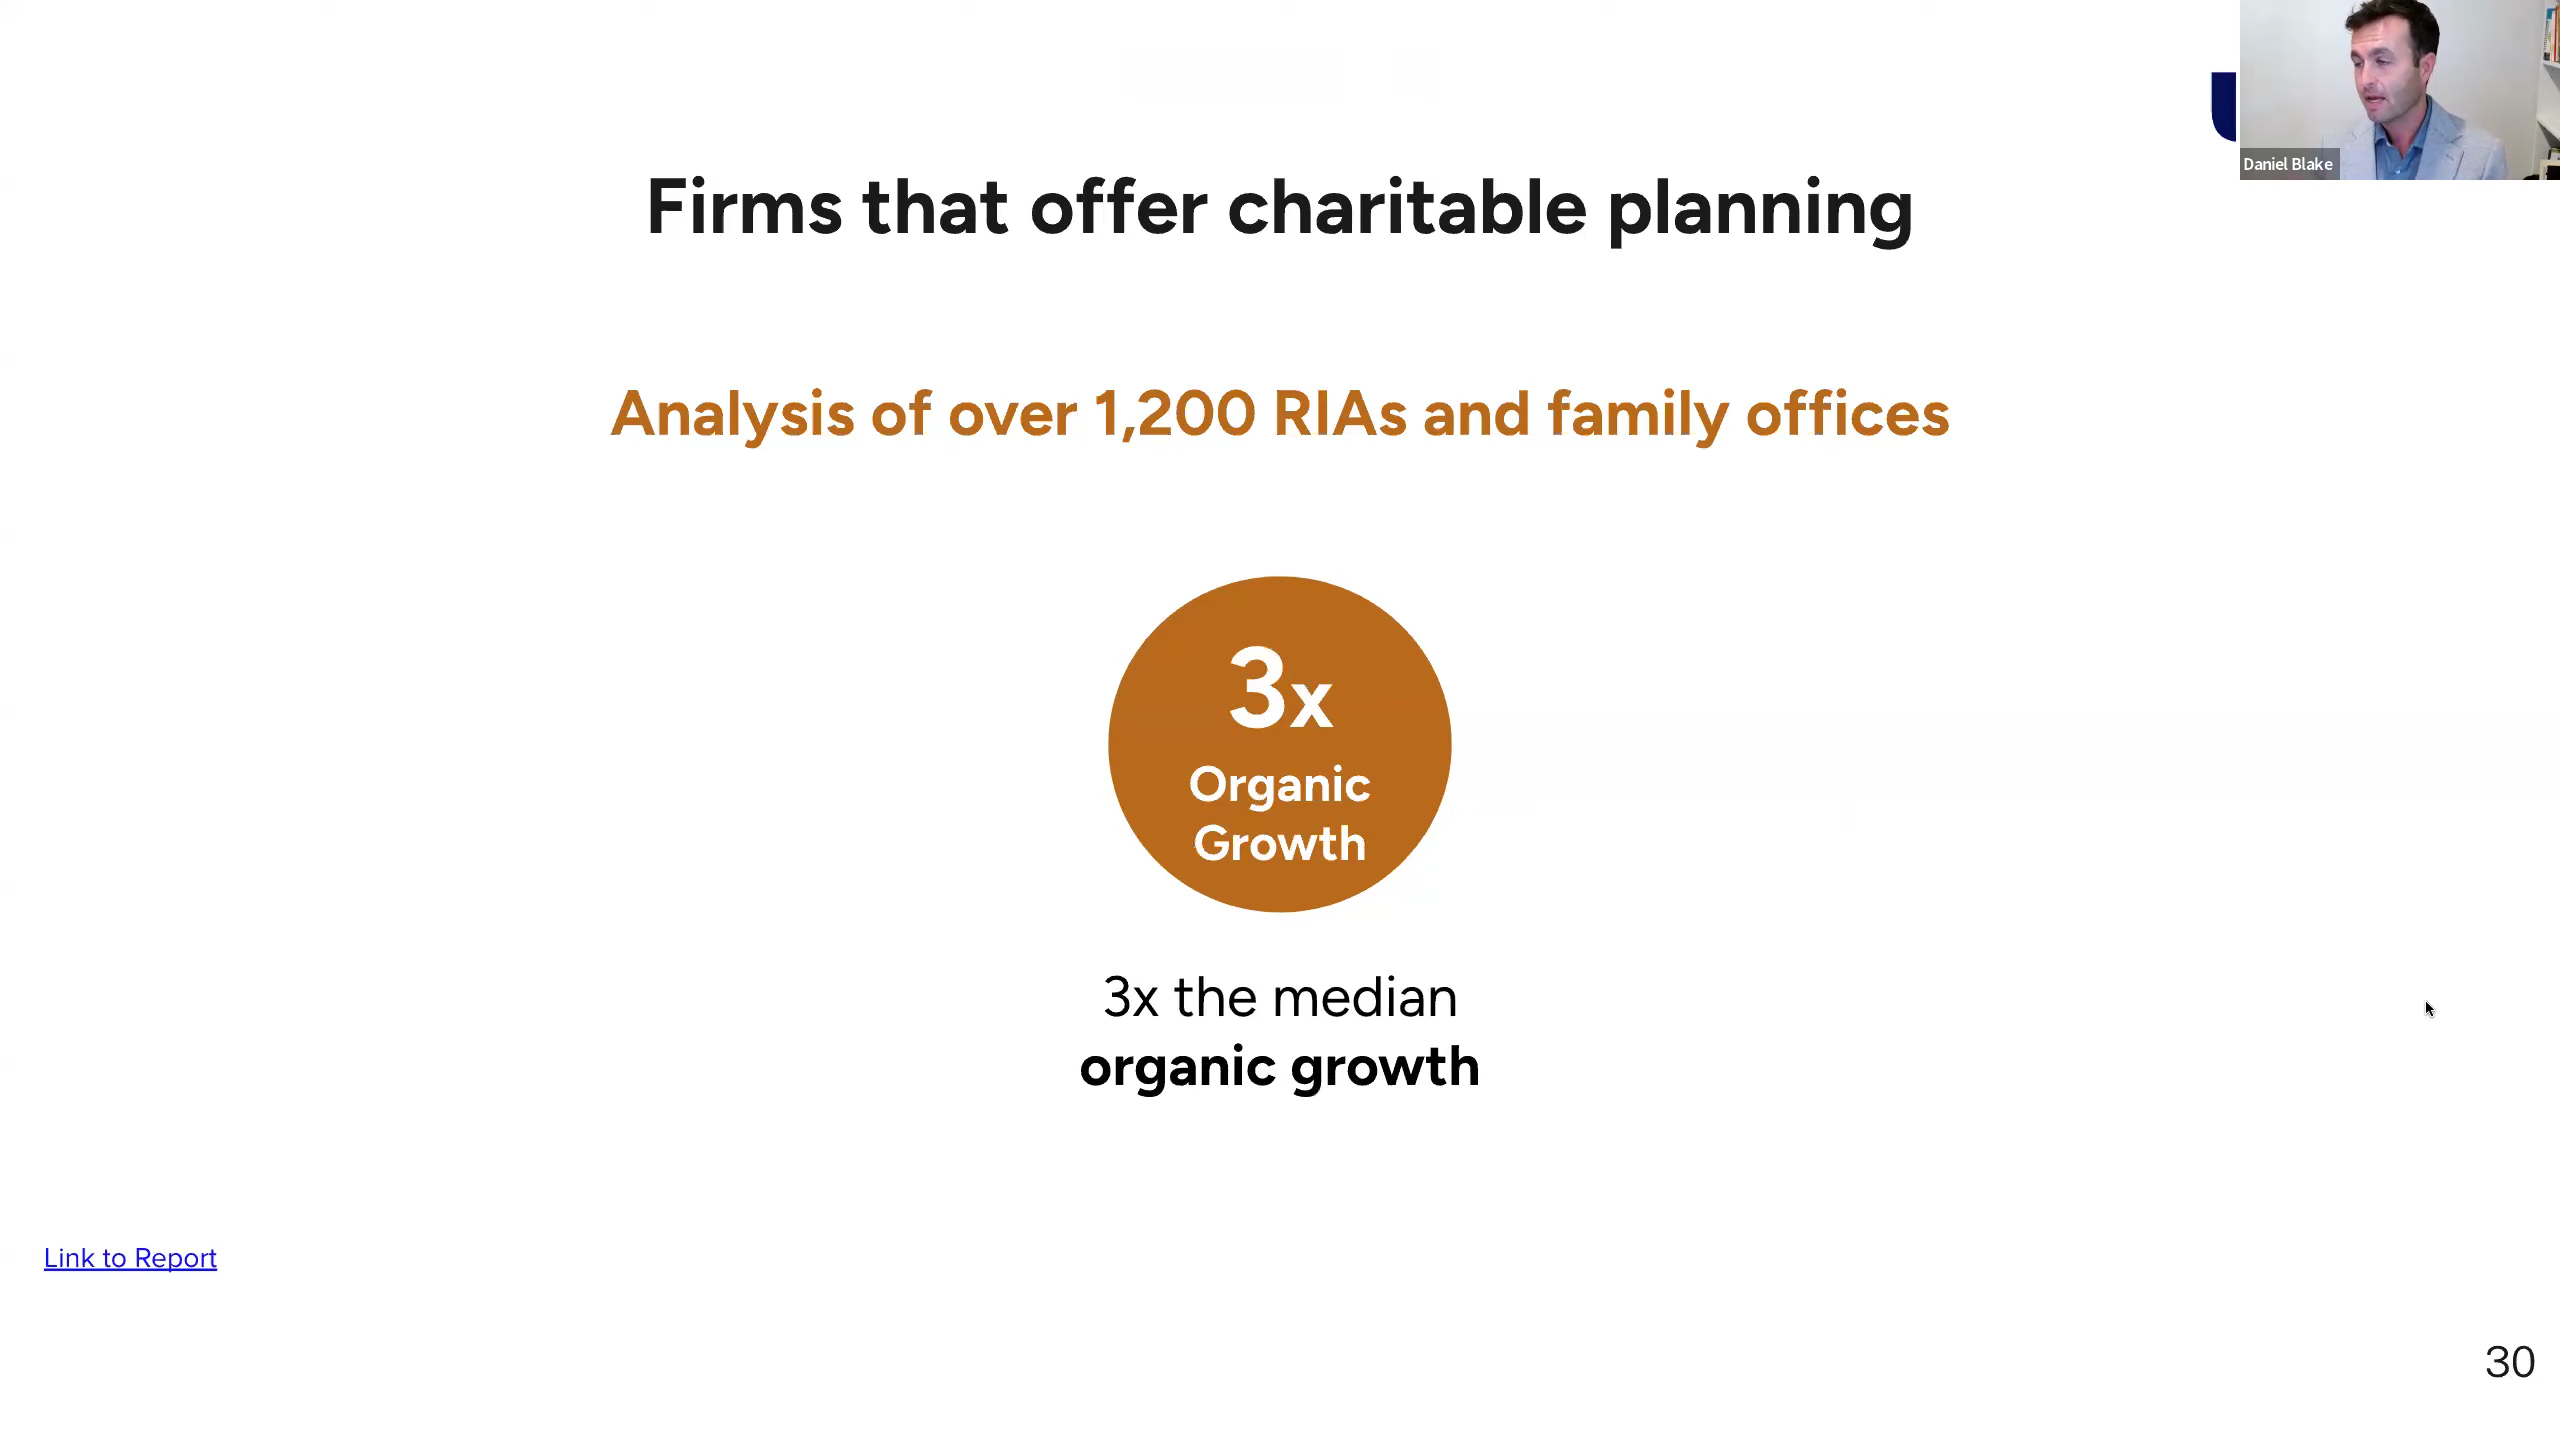 Daniel Blake
Firms that offer charitable planning
Analysis of over 1,200 RIAs and family offices
3x
Organic
Growth
3x the median
organic growth
Link to Report
30